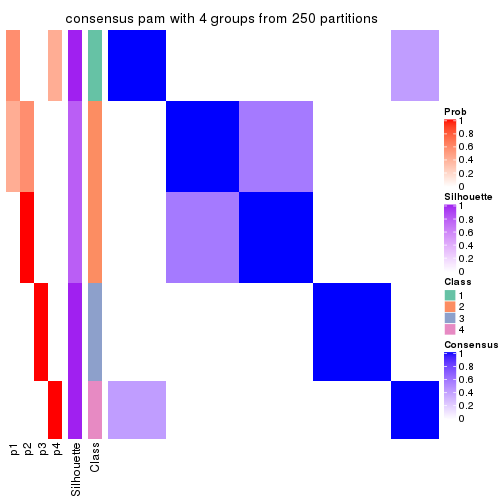 consensus pam with 4 groups from 250 partitions
Prob
1
0.8
0.6
0.4
0.2
0
Silhouette
1
0.8
0.6
0.4
0.2
0
Class
1
2
3
4
Consensus
1
0.8
0.6
0.4
0.2
0
p1
p2
p3
p4
Silhouette
Class